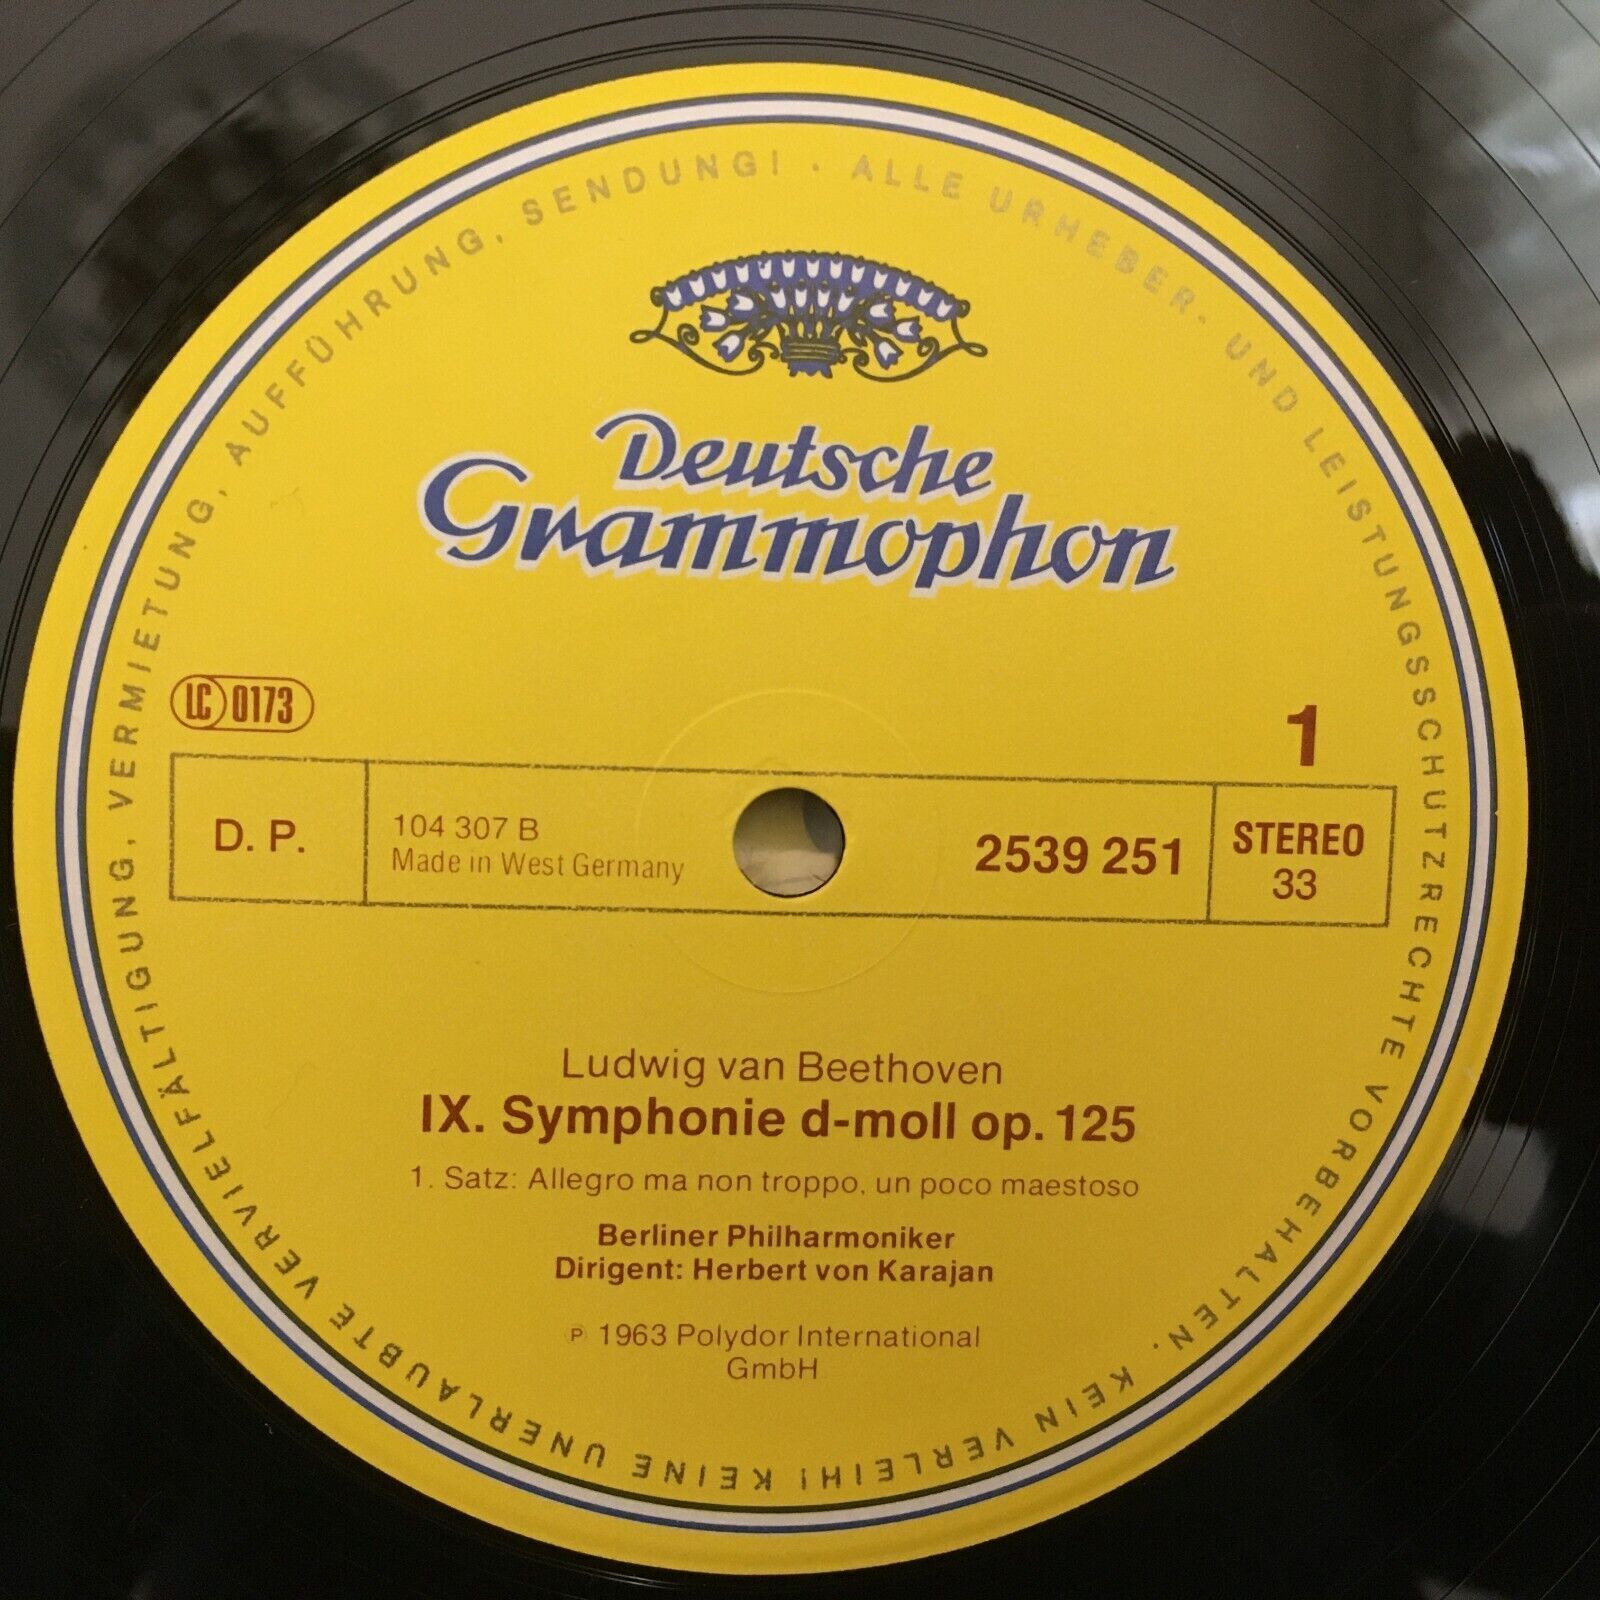 Deutsche
Grammophon
LC 0173
1
D. P.
104 307 B
Made in West Germany
2539 251
STEREO
33
Ludwig van Beethoven
IX. Symphonie d-moll op. 125
1. Satz: Allegro ma non troppo, un poco maestoso
Berliner Philharmoniker
Dirigent: Herbert von Karajan
℗ 1963 Polydor International
GmbH
ALLE URHEBER- UND LEISTUNGSSCHUTZRECHTE VORBEHALTEN. KEIN VERLEIH! KEINE UNERLAUBTE VERVIELFÄLTIGUNG, VERMIETUNG, AUFFÜHRUNG, SENDUNG! ·